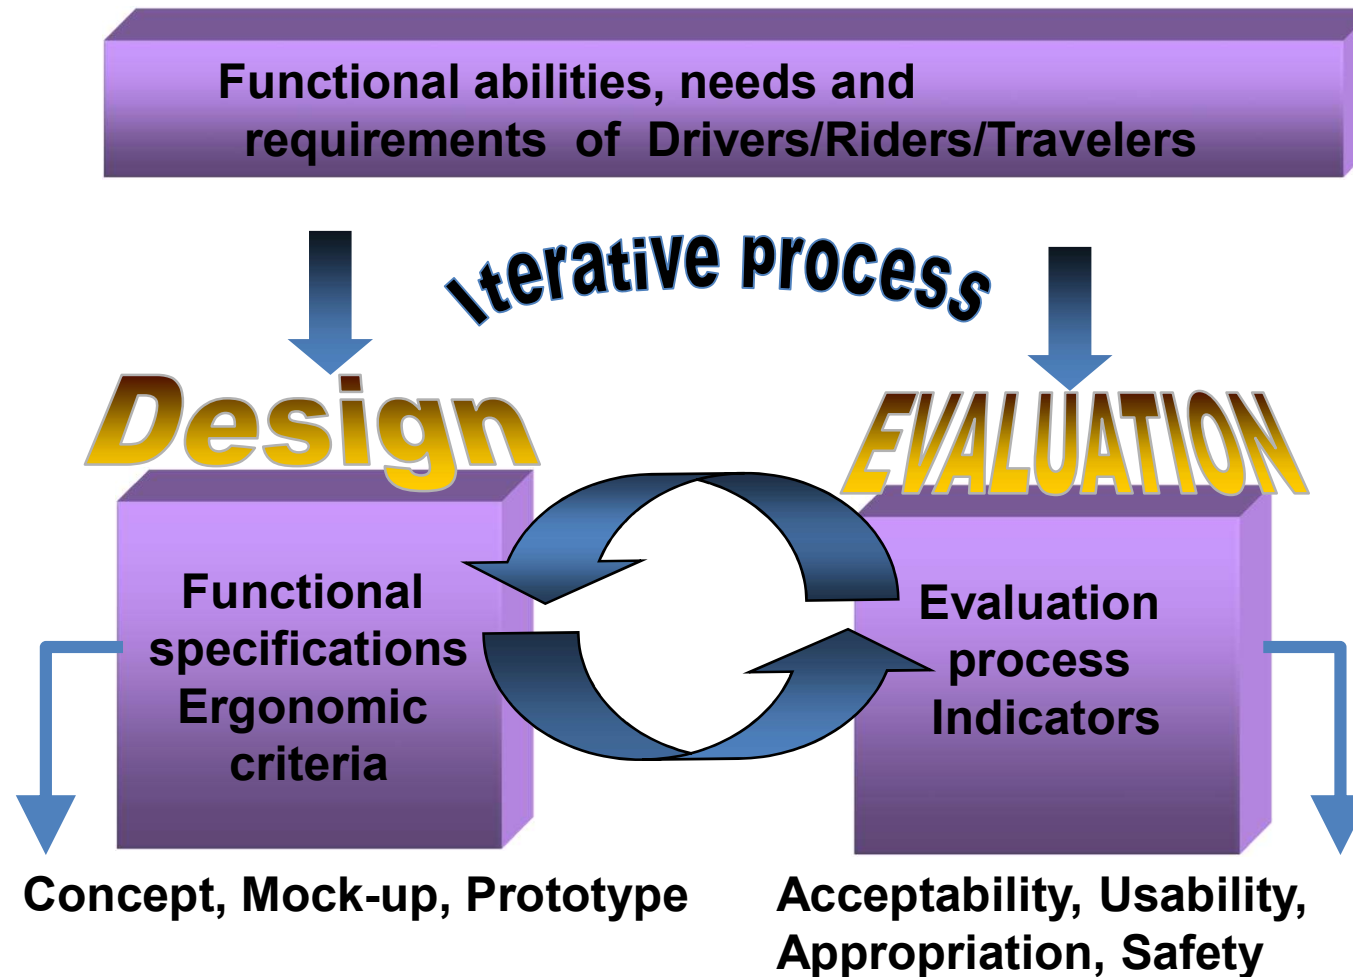 Functional abilities, needs and
requirements of Drivers/Riders/Travelers
Iterative process
Design
EVALUATION
Functional
specifications
Ergonomic
criteria
Evaluation
process
Indicators
Concept, Mock-up, Prototype
Acceptability, Usability,
Appropriation, Safety